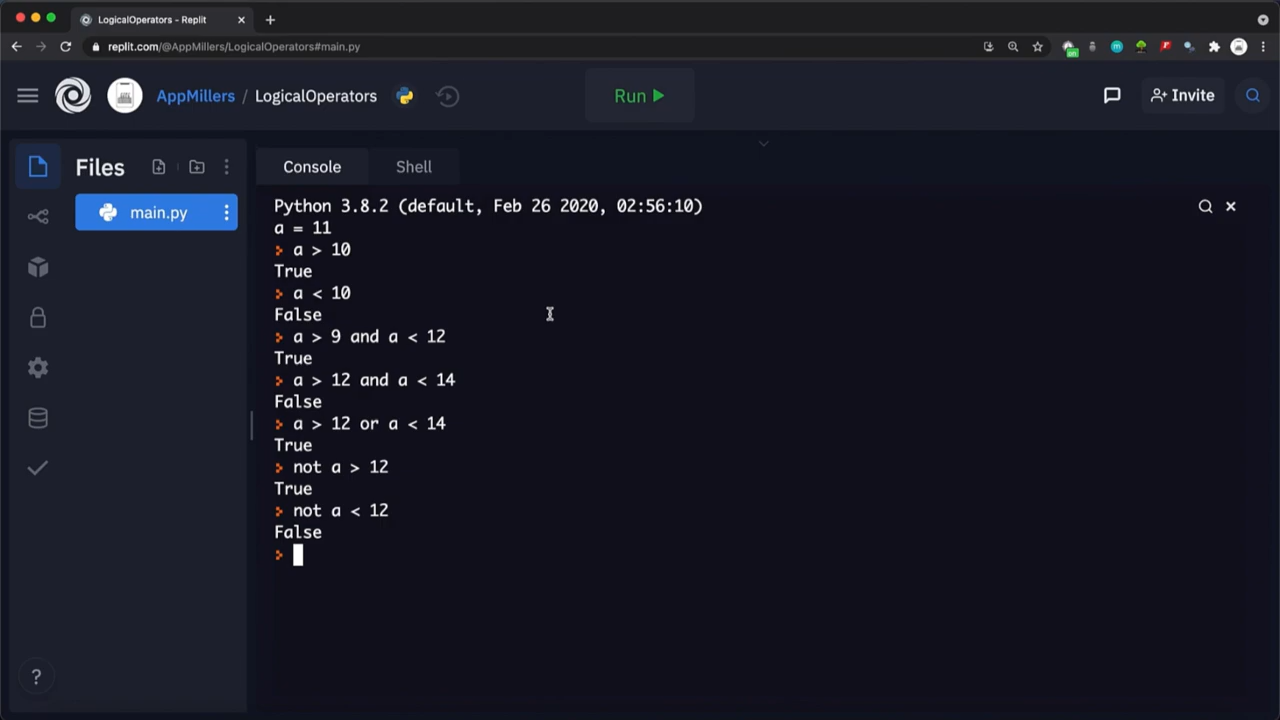 LogicalOperators - Replit
replit.com/@AppMillers/LogicalOperators#main.py
AppMillers / LogicalOperators
Run
Invite
Files
main.py
Console
Shell
Python 3.8.2 (default, Feb 26 2020, 02:56:10)
a = 11
a > 10
True
a < 10
False
a > 9 and a < 12
True
a > 12 and a < 14
False
a > 12 or a < 14
True
not a > 12
True
not a < 12
False
?